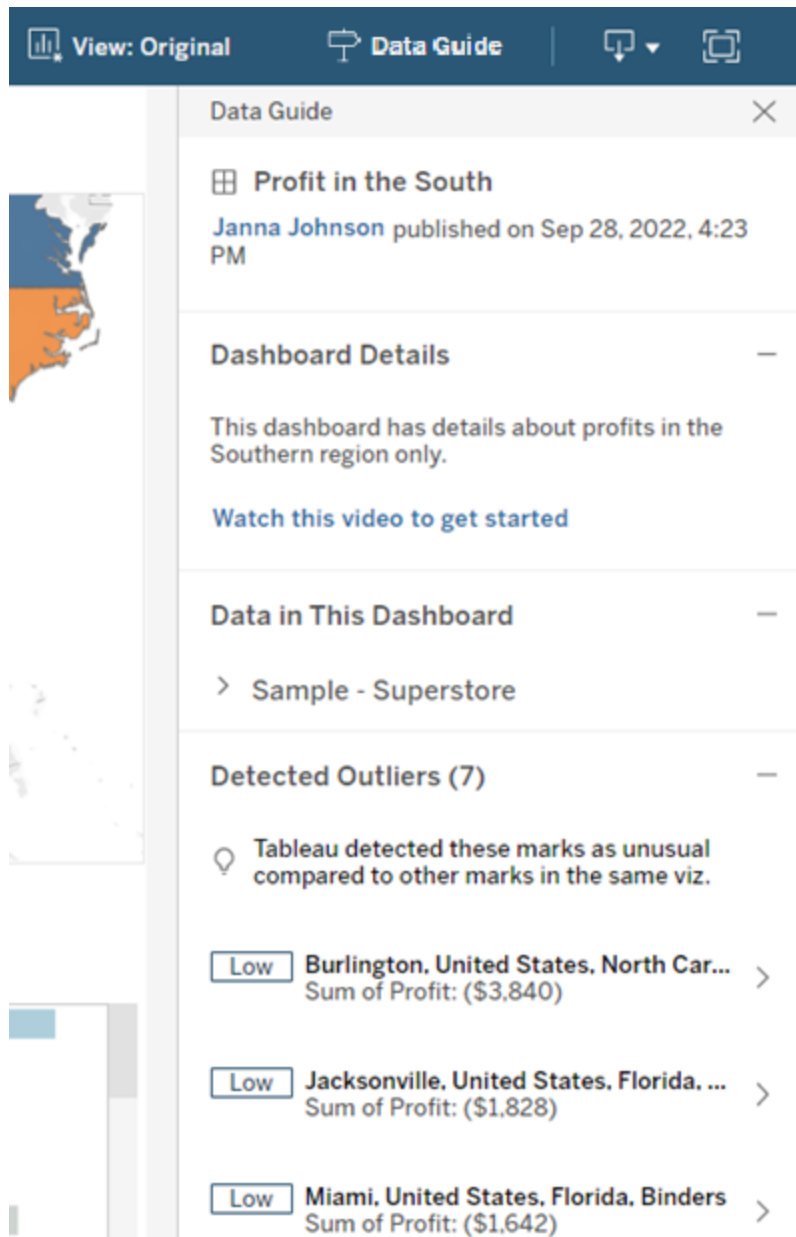 View: Original
Data Guide
Data Guide
Profit in the South
Janna Johnson published on Sep 28, 2022, 4:23
PM
Dashboard Details
This dashboard has details about profits in the
Southern region only.
Watch this video to get started
Data in This Dashboard
Sample - Superstore
Detected Outliers (7)
Tableau detected these marks as unusual
compared to other marks in the same viz.
Low Burlington, United States, North Car...
Sum of Profit: ($3,840)
Low Jacksonville, United States, Florida, ...
Sum of Profit: ($1,828)
Low Miami, United States, Florida, Binders
Sum of Profit: ($1,642)